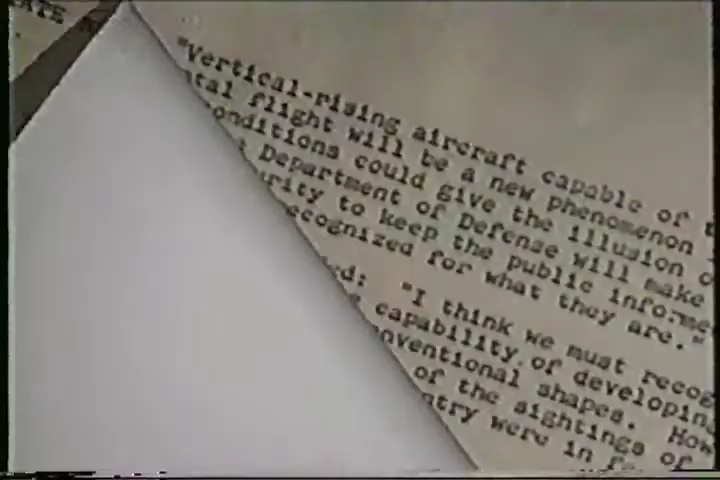 "Vertical-rising aircraft capable of
tal flight will be a new phenomenon
onditions could give the illusion o
Department of Defense will make
urity to keep the public informe
ecognized for what they are."
ed: "I think we must recog
capability of developing
nventional shapes. How
of the sightings of
ntry were in f